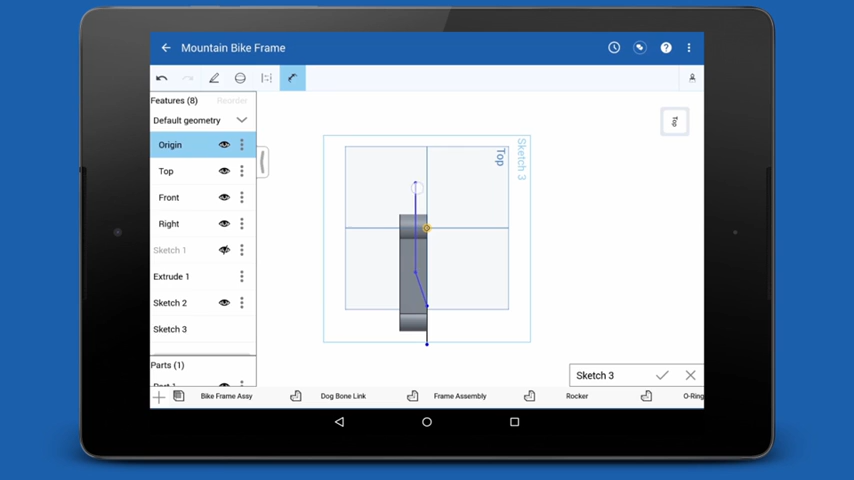 Mountain Bike Frame
Features (8) Reorder
Default geometry
Origin
Top
Front
Right
Sketch 1
Extrude 1
Sketch 2
Sketch 3
Parts (1)
Part 1
Top
Top
Sketch 3
Sketch 3
Bike Frame Assy Dog Bone Link Frame Assembly Rocker O-Ring